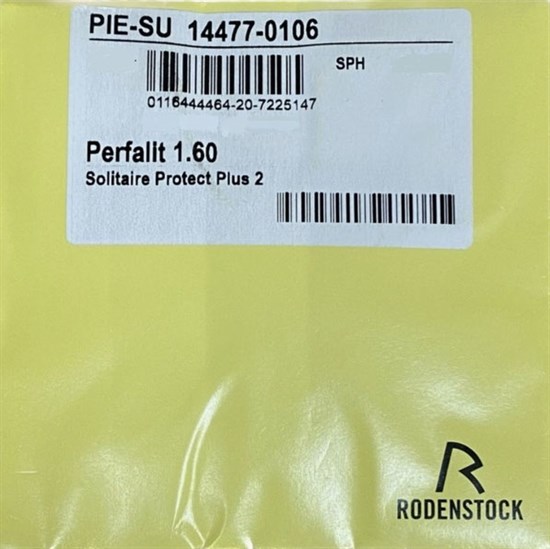 PIE-SU 14477-0106
SPH
0116444464-20-7225147
Perfalit 1.60
Solitaire Protect Plus 2
R
RODENSTOCK